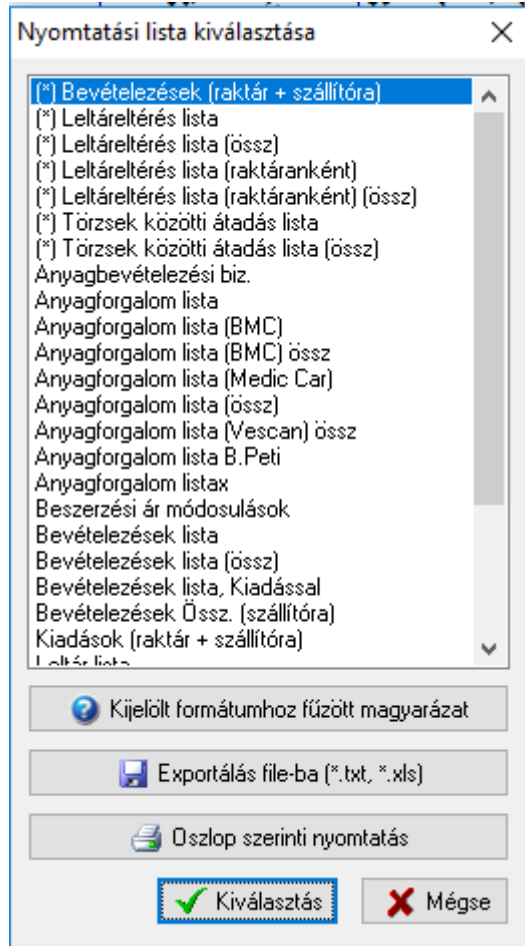 Nyomtatási lista kiválasztása
(*) Bevételezések (raktár + szállítóra)
(*) Leltáreltérés lista
(*) Leltáreltérés lista (össz)
(*) Leltáreltérés lista (raktáranként)
(*) Leltáreltérés lista (raktáranként) (össz)
(*) Törzsek közötti átadás lista
(*) Törzsek közötti átadás lista (össz)
Anyagbevételezési biz.
Anyagforgalom lista
Anyagforgalom lista (BMC)
Anyagforgalom lista (BMC) össz
Anyagforgalom lista (Medic Car)
Anyagforgalom lista (össz)
Anyagforgalom lista (Vescan) össz
Anyagforgalom lista B.Peti
Anyagforgalom listax
Beszerzési ár módosulások
Bevételezések lista
Bevételezések lista (össz)
Bevételezések lista, Kiadással
Bevételezések Össz. (szállítóra)
Kiadások (raktár + szállítóra)
Leltár lista
Kijelölt formátumhoz fűzött magyarázat
Exportálás file-ba (*.txt, *.xls)
Oszlop szerinti nyomtatás
Kiválasztás
Mégse